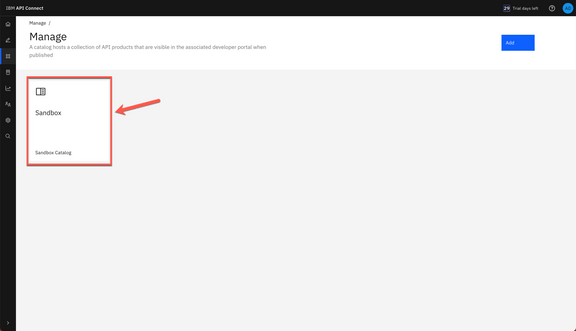 IBM API Connect
29 Trial days left
Manage /
Manage
A catalog hosts a collection of API products that are visible in the associated developer portal when
published
Add
Sandbox
Sandbox Catalog